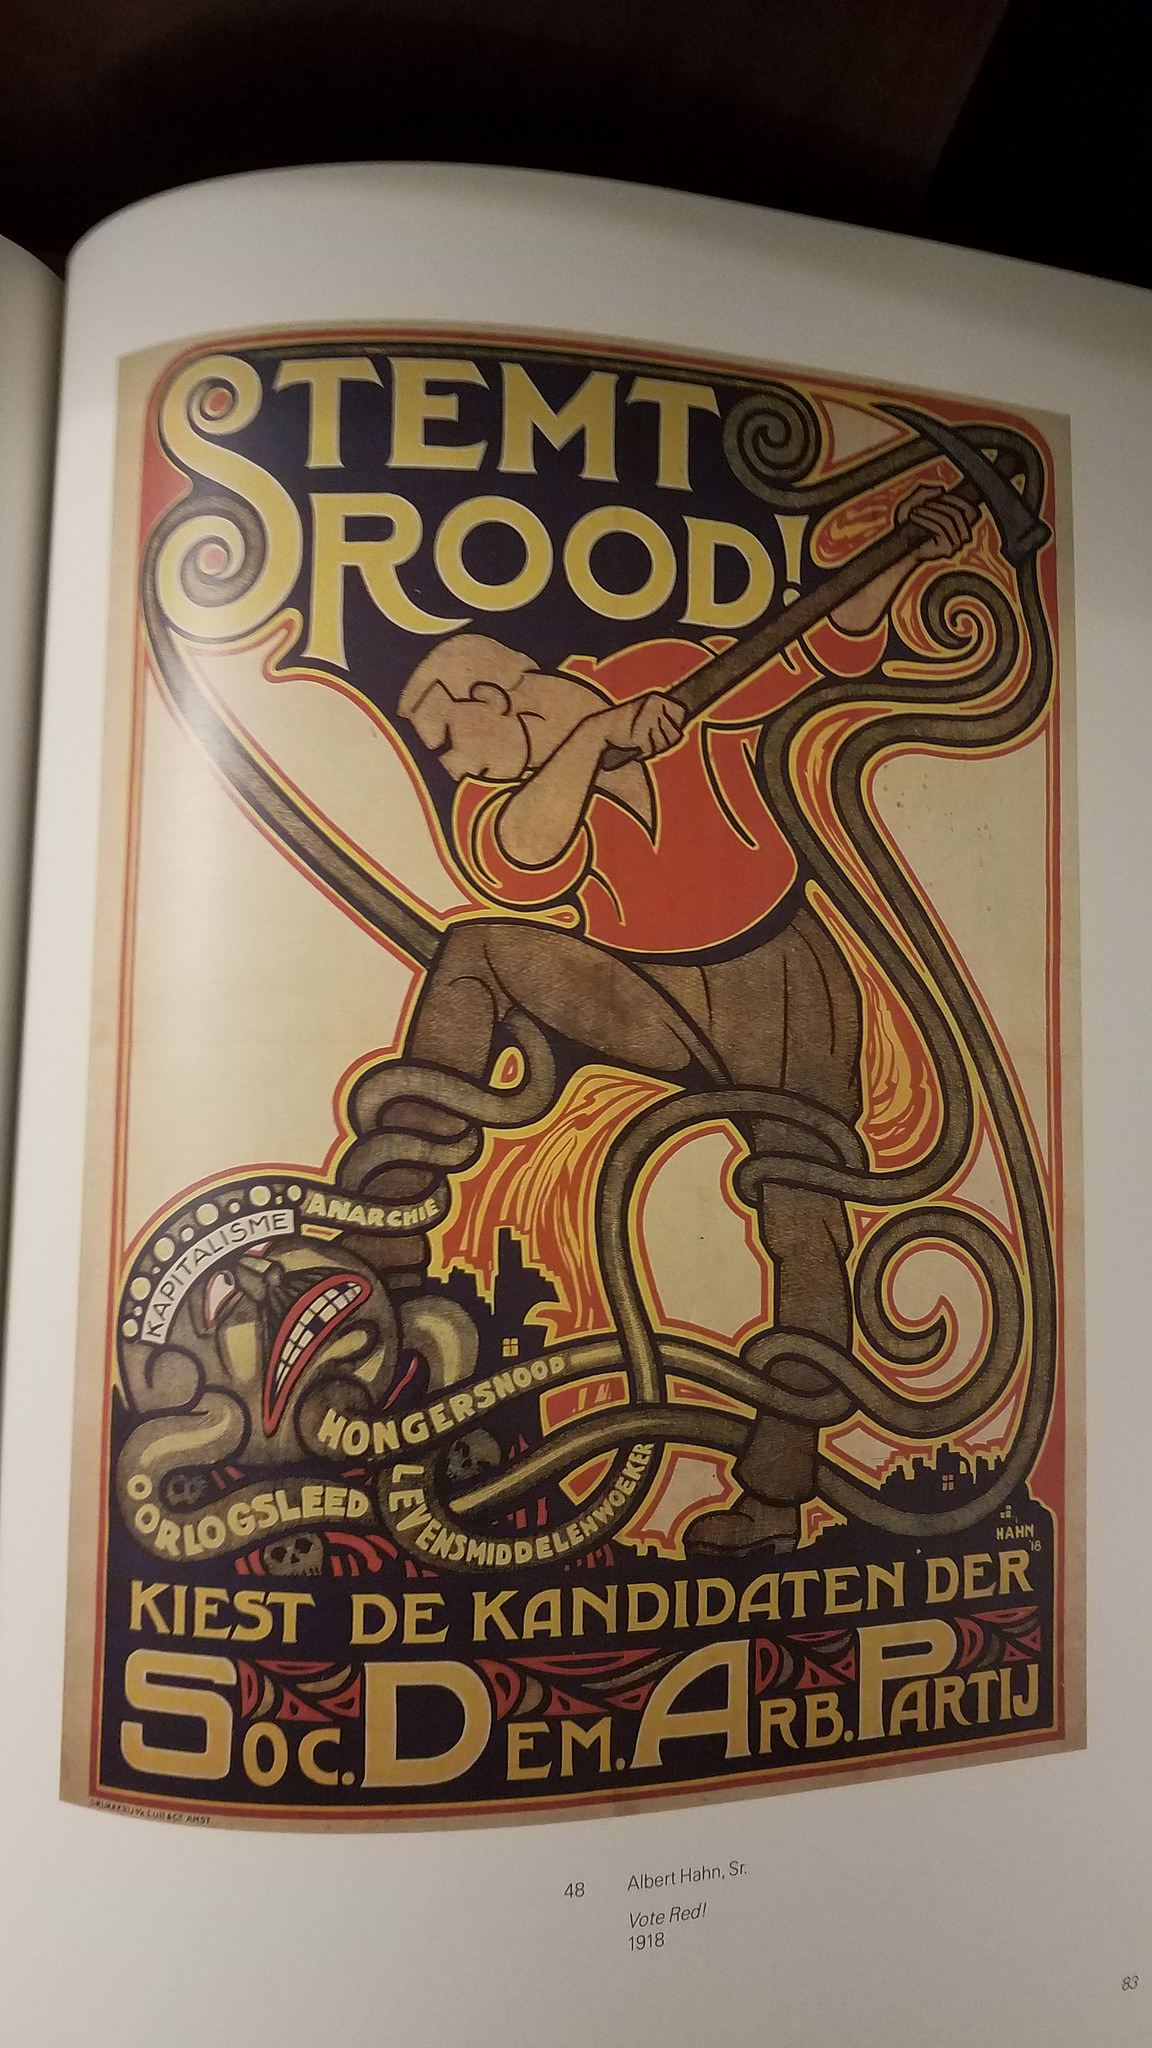 STEMT
ROOD!
KAPITALISME
ANARCHIE
HONGERSNOOD
OORLOGSLEED
LEVENSMIDDELENWOEKER
HAHN
'18
KIEST DE KANDIDATEN DER
SOC. DEM. ARB. PARTIJ
48 Albert Hahn, Sr.
Vote Red!
1918
83